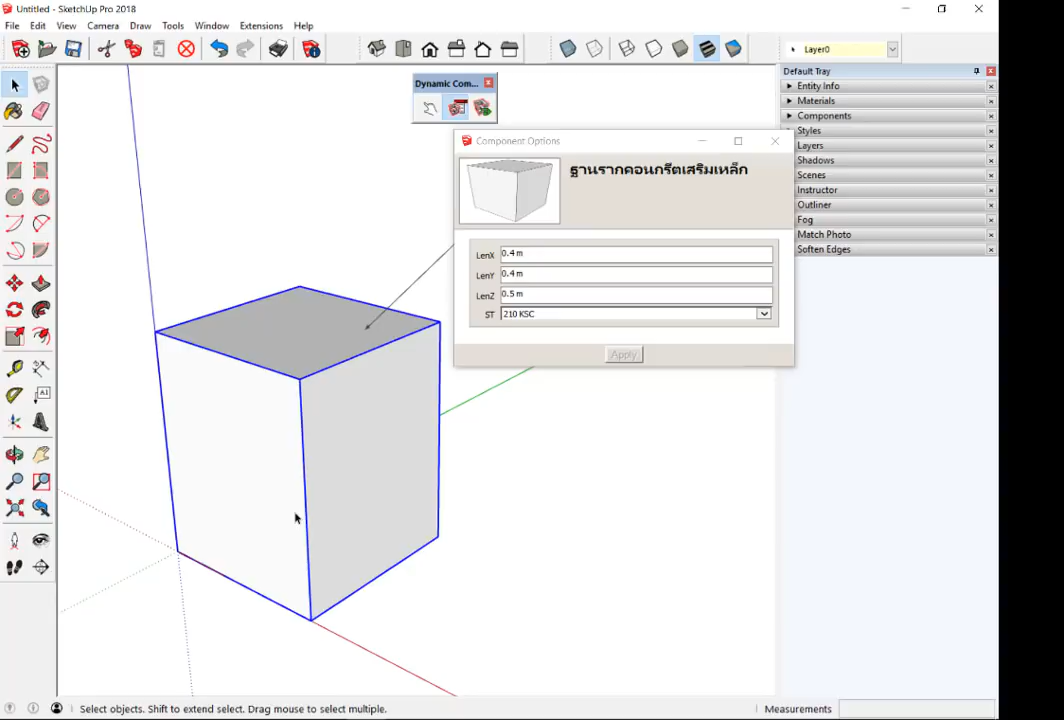 Untitled - SketchUp Pro 2018
File Edit View Camera Draw Tools Window Extensions Help
Layer0
Dynamic Com...
Default Tray
Entity Info
Materials
Components
Styles
Layers
Shadows
Scenes
Instructor
Outliner
Fog
Match Photo
Soften Edges
Component Options
ฐานรากคอนกรีตเสริมเหล็ก
LenX 0.4 m
LenY 0.4 m
LenZ 0.5 m
ST 210 KSC
Apply
A1
Select objects. Shift to extend select. Drag mouse to select multiple.
Measurements